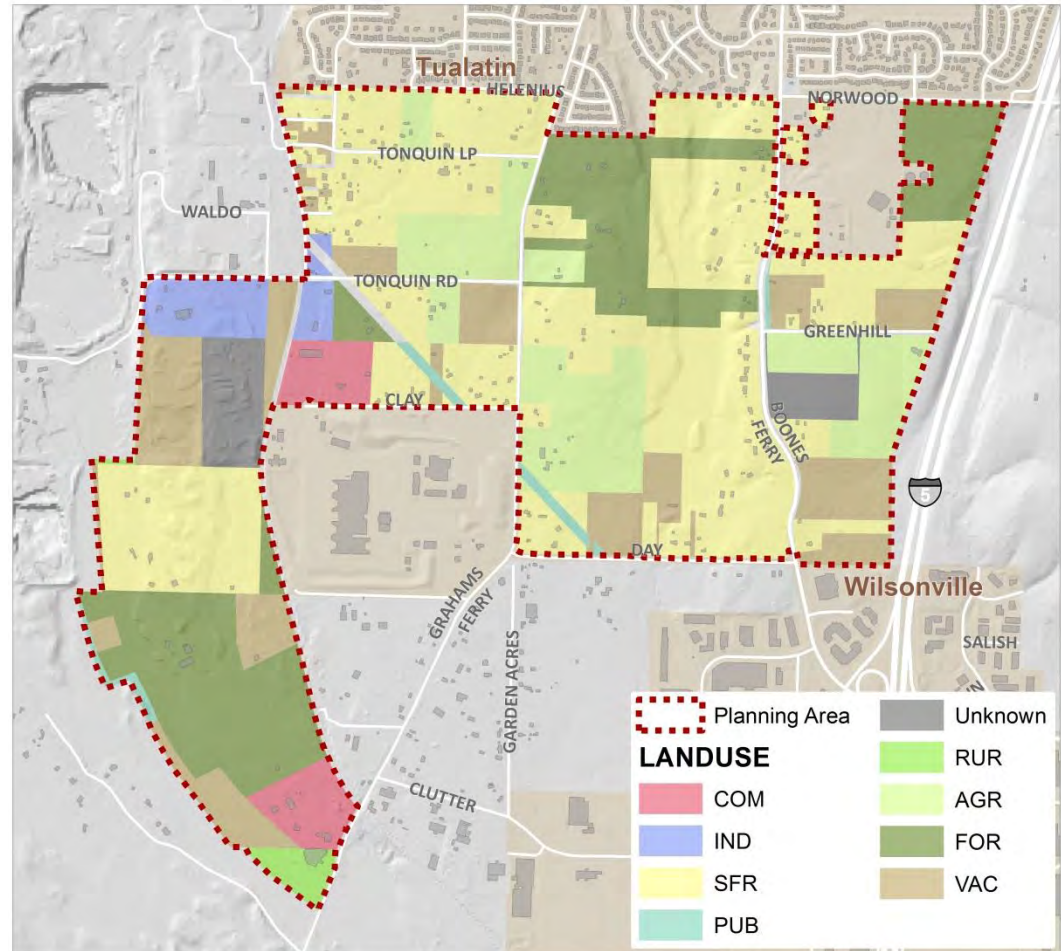 Tualatin
HELENIUS
NORWOOD
TONQUIN LP
WALDO
TONQUIN RD
GREENHILL
CLAY
BOONES
FERRY
5
DAY
Wilsonville
GRAHAMS
FERRY
GARDEN ACRES
SALISH
CLUTTER
Planning Area
LANDUSE
COM
IND
SFR
PUB
Unknown
RUR
AGR
FOR
VAC